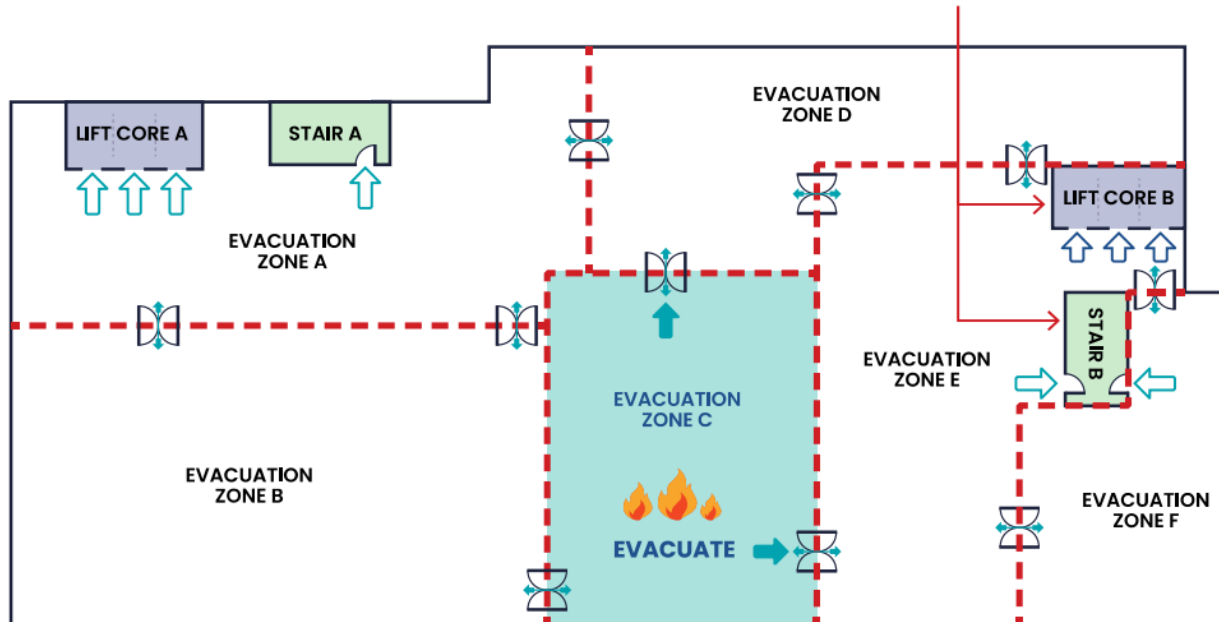 EVACUATION
ZONE D
LIFT CORE A
STAIR A
LIFT CORE B
EVACUATION
ZONE A
STAIR B
EVACUATION
ZONE E
EVACUATION
ZONE C
EVACUATION
ZONE B
EVACUATION
ZONE F
EVACUATE